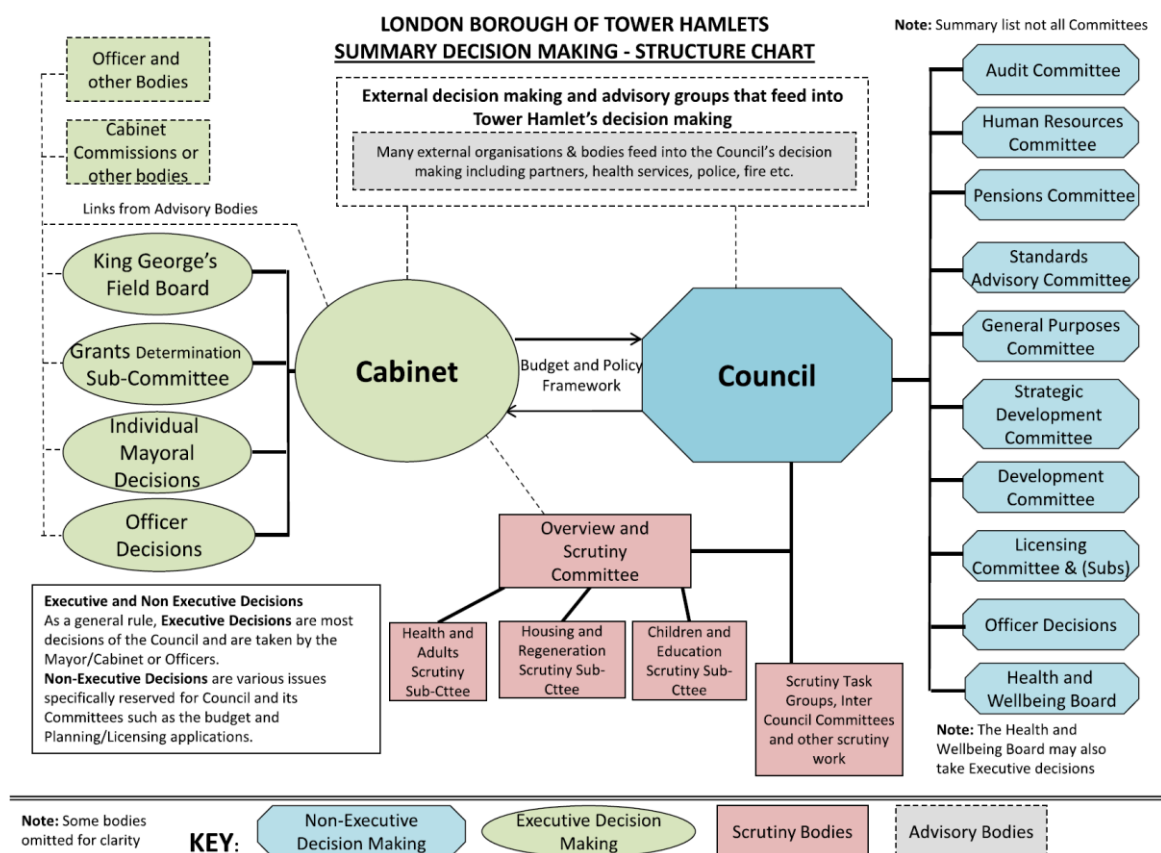 LONDON BOROUGH OF TOWER HAMLETS
SUMMARY DECISION MAKING - STRUCTURE CHART
Note: Summary list not all Committees
Officer and
other Bodies
Cabinet
Commissions or
other bodies
Links from Advisory Bodies
External decision making and advisory groups that feed into
Tower Hamlet's decision making
Many external organisations & bodies feed into the Council's decision
making including partners, health services, police, fire etc.
King George's
Field Board
Grants Determination
Sub-Committee
Individual
Mayoral
Decisions
Officer
Decisions
Cabinet
Budget and Policy
Framework
Council
Audit Committee
Human Resources
Committee
Pensions Committee
Standards
Advisory Committee
General Purposes
Committee
Strategic
Development
Committee
Development
Committee
Licensing
Committee & (Subs)
Officer Decisions
Health and
Wellbeing Board
Note: The Health and
Wellbeing Board may also
take Executive decisions
Overview and
Scrutiny
Committee
Health and
Adults
Scrutiny
Sub-Cttee
Housing and
Regeneration
Scrutiny Sub-
Cttee
Children and
Education
Scrutiny Sub-
Cttee
Scrutiny Task
Groups, Inter
Council Committees
and other scrutiny
work
Executive and Non Executive Decisions
As a general rule, Executive Decisions are most
decisions of the Council and are taken by the
Mayor/Cabinet or Officers.
Non-Executive Decisions are various issues
specifically reserved for Council and its
Committees such as the budget and
Planning/Licensing applications.
Note: Some bodies
omitted for clarity
KEY:
Non-Executive
Decision Making
Executive Decision
Making
Scrutiny Bodies
Advisory Bodies